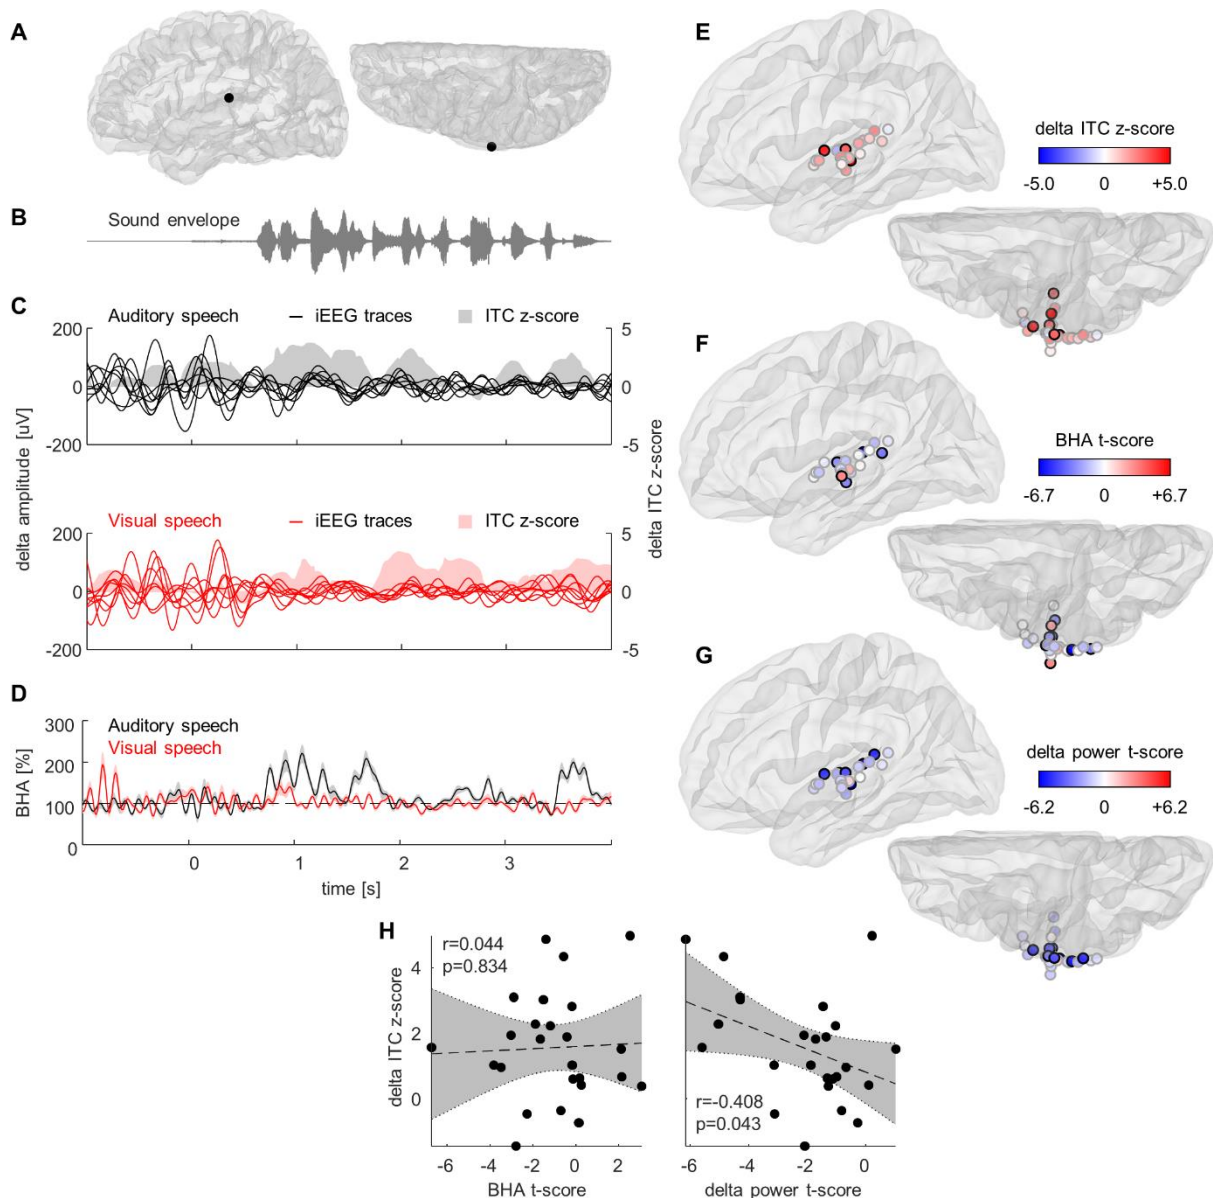 A
B
Sound envelope
C
200
Auditory speech
iEEG traces
ITC z-score
5
0
0
-200
-5
200
Visual speech
iEEG traces
ITC z-score
5
0
0
-200
-5
delta amplitude [uV]
delta ITC z-score
D
300
Auditory speech
Visual speech
200
100
0
BHA [%]
0
1
2
3
time [s]
E
delta ITC z-score
-5.0
0
+5.0
F
BHA t-score
-6.7
0
+6.7
G
delta power t-score
-6.2
0
+6.2
H
r=0.044
p=0.834
4
2
0
delta ITC z-score
-6
-4
-2
0
2
BHA t-score
r=-0.408
p=0.043
-6
-4
-2
0
delta power t-score